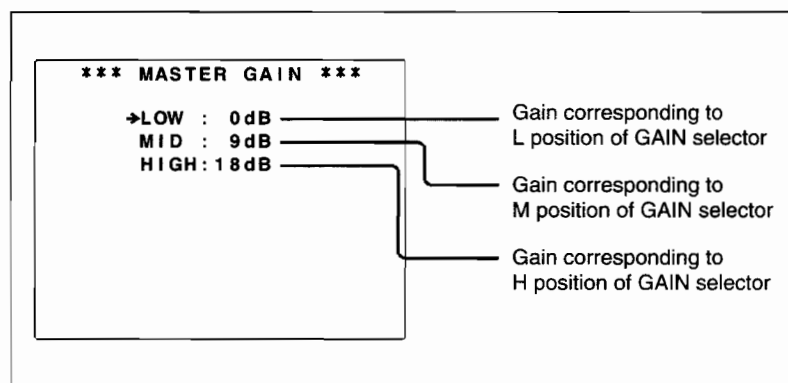 *** MASTER GAIN ***
➔LOW : 0dB
MID : 9dB
HIGH:18dB
Gain corresponding to
L position of GAIN selector
Gain corresponding to
M position of GAIN selector
Gain corresponding to
H position of GAIN selector